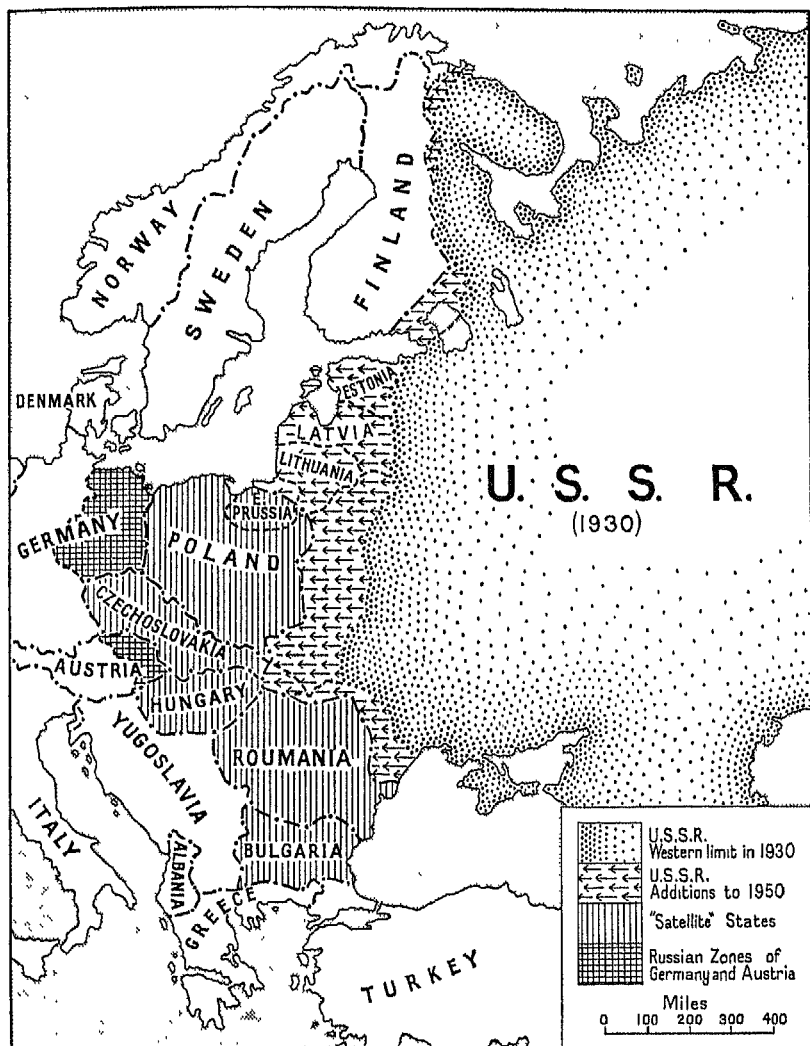 NORWAY
SWEDEN
FINLAND
DENMARK
ESTONIA
LATVIA
LITHUANIA
E.
PRUSSIA
U. S. S. R.
(1930)
GERMANY
POLAND
CZECHOSLOVAKIA
AUSTRIA
HUNGARY
YUGOSLAVIA
ROUMANIA
ITALY
ALBANIA
BULGARIA
GREECE
TURKEY
U.S.S.R.
Western limit in 1930
U.S.S.R.
Additions to 1950
"Satellite" States
Russian Zones of
Germany and Austria
Miles
0 100 200 300 400